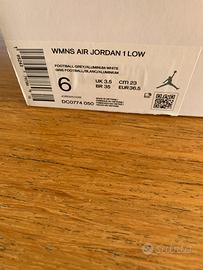 WMNS AIR JORDAN 1 LOW
FOOTBALL GREY/ALUMINUM-WHITE
GRIS FOOTBALL/BLANC/ALUMINIUM
6
UK 3.5
CM 23
BR 35
EUR 36.5
DC0774 050
subito